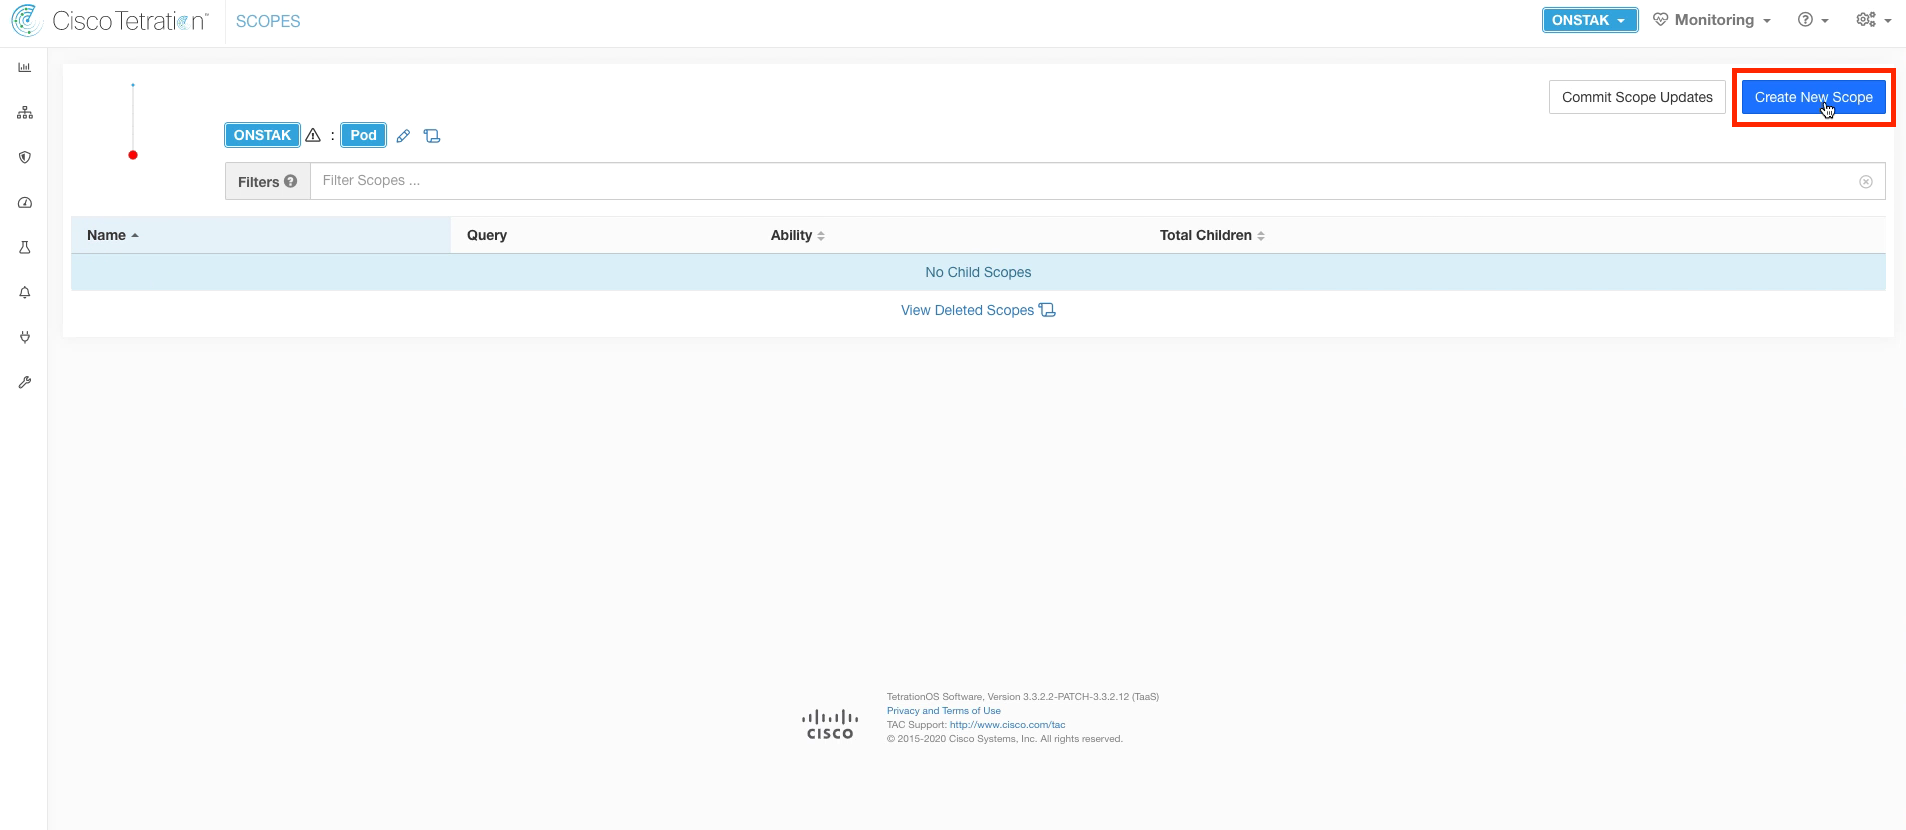 Cisco Tetration™ SCOPES ONSTAK Monitoring
Commit Scope Updates Create New Scope
ONSTAK : Pod
Filters Filter Scopes ...
Name Query Ability Total Children
No Child Scopes
View Deleted Scopes
TetrationOS Software, Version 3.3.2.2-PATCH-3.3.2.12 (TaaS)
Privacy and Terms of Use
TAC Support: http://www.cisco.com/tac
© 2015-2020 Cisco Systems, Inc. All rights reserved.
CISCO